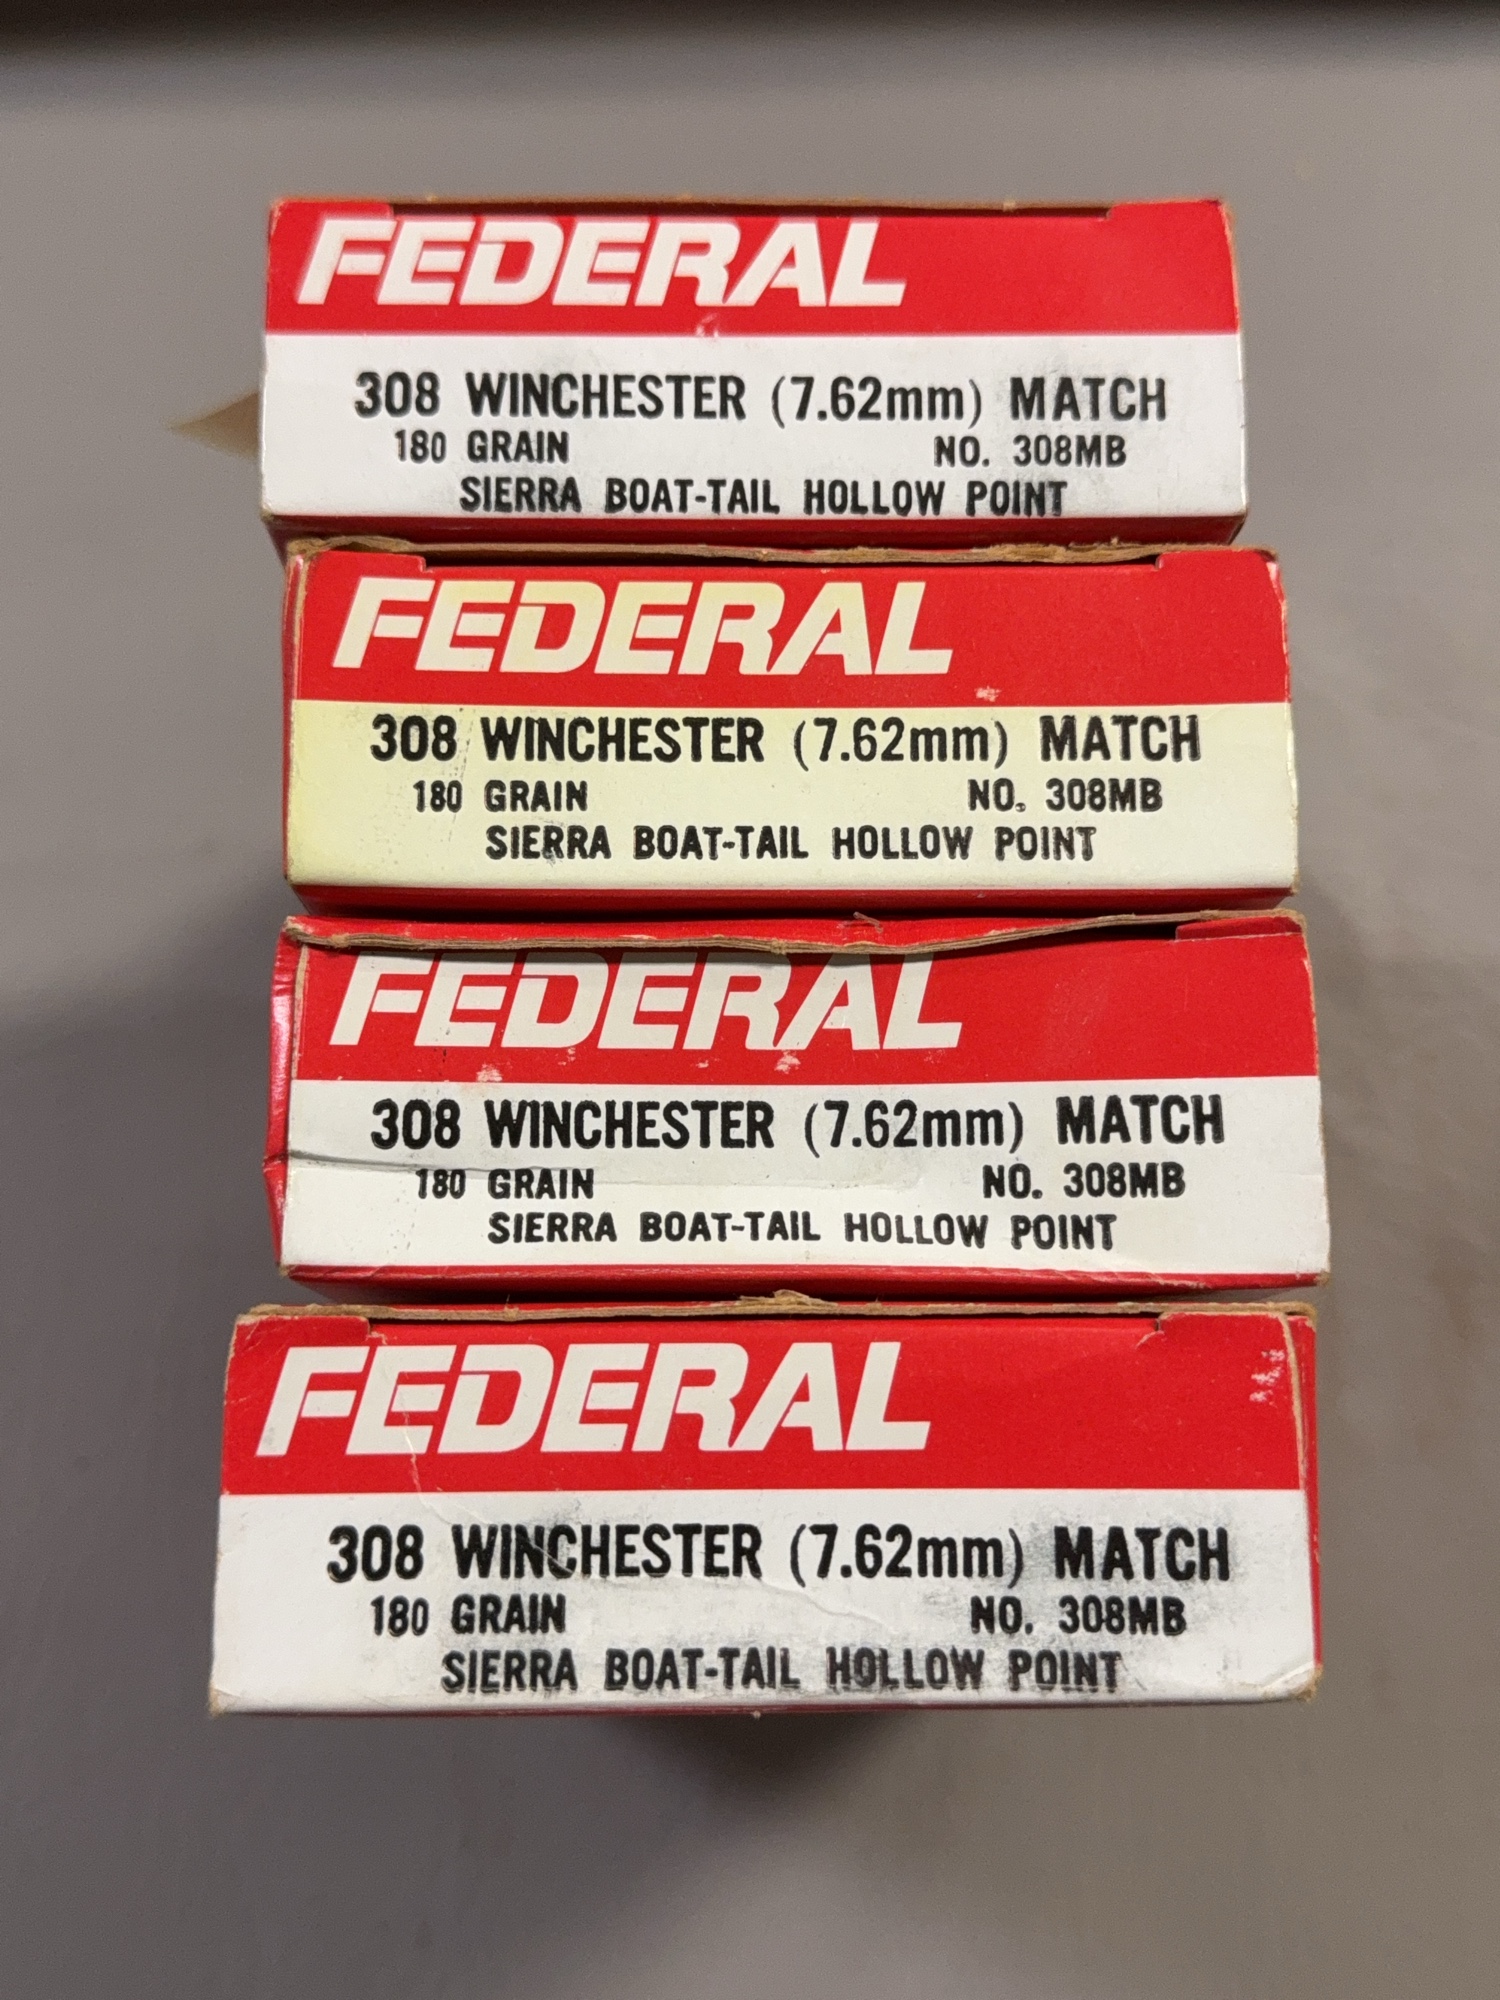 FEDERAL
308 WINCHESTER (7.62mm) MATCH
180 GRAIN NO. 308MB
SIERRA BOAT-TAIL HOLLOW POINT
FEDERAL
308 WINCHESTER (7.62mm) MATCH
180 GRAIN NO. 308MB
SIERRA BOAT-TAIL HOLLOW POINT
FEDERAL
308 WINCHESTER (7.62mm) MATCH
180 GRAIN NO. 308MB
SIERRA BOAT-TAIL HOLLOW POINT
FEDERAL
308 WINCHESTER (7.62mm) MATCH
180 GRAIN NO. 308MB
SIERRA BOAT-TAIL HOLLOW POINT